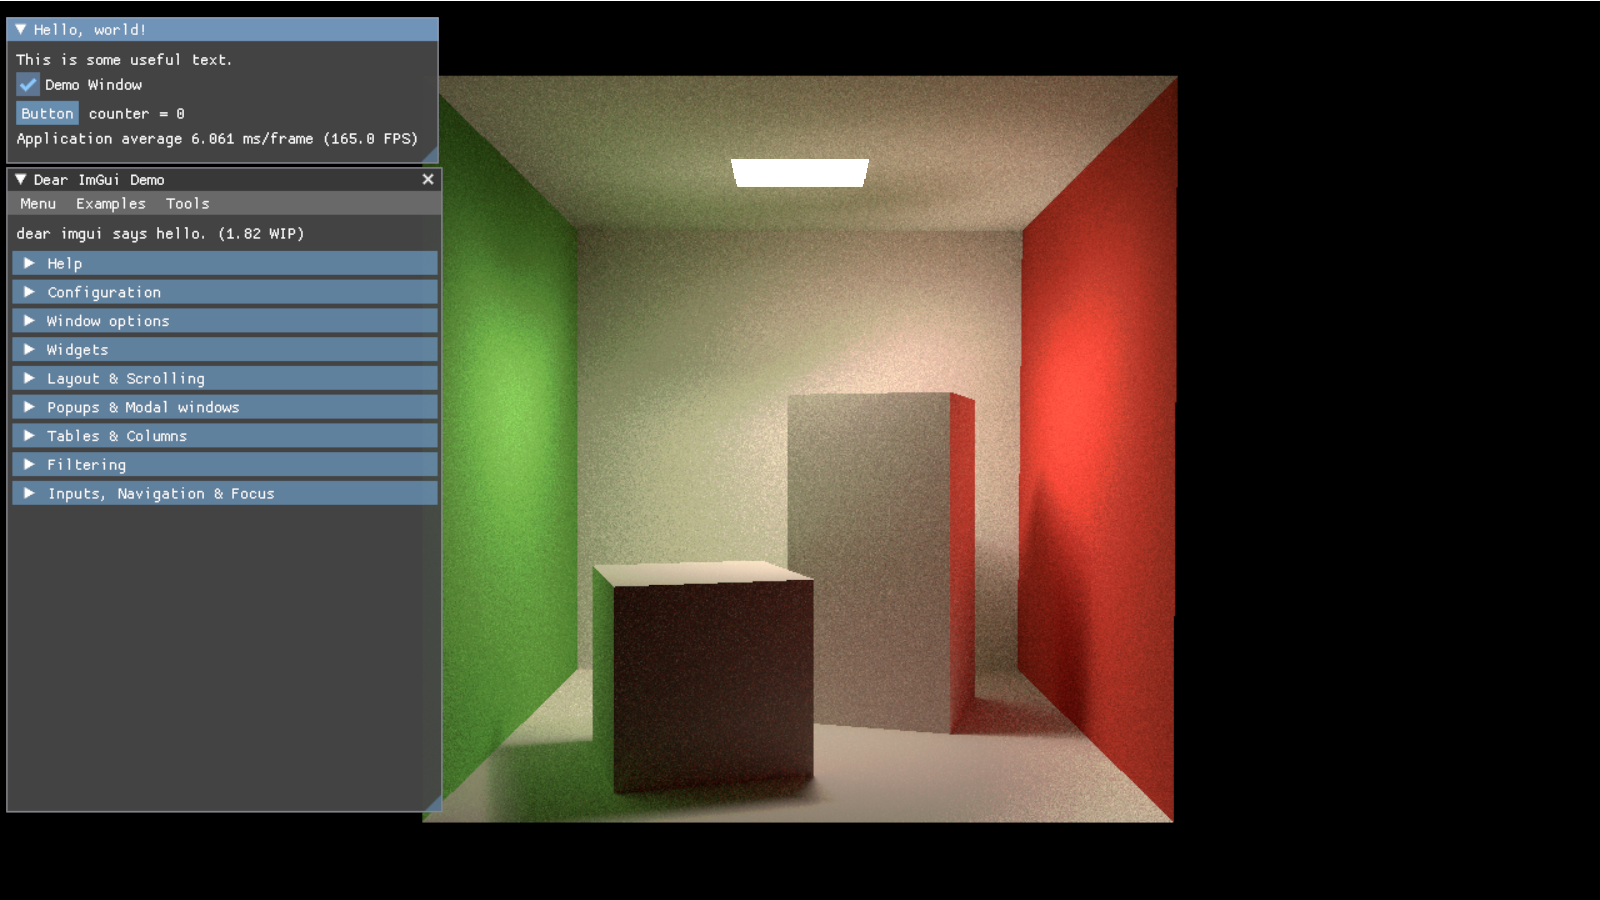 Hello, world!
This is some useful text.
Demo Window
Button counter = 0
Application average 6.061 ms/frame (165.0 FPS)
Dear ImGui Demo
Menu Examples Tools
dear imgui says hello. (1.82 WIP)
Help
Configuration
Window options
Widgets
Layout & Scrolling
Popups & Modal windows
Tables & Columns
Filtering
Inputs, Navigation & Focus